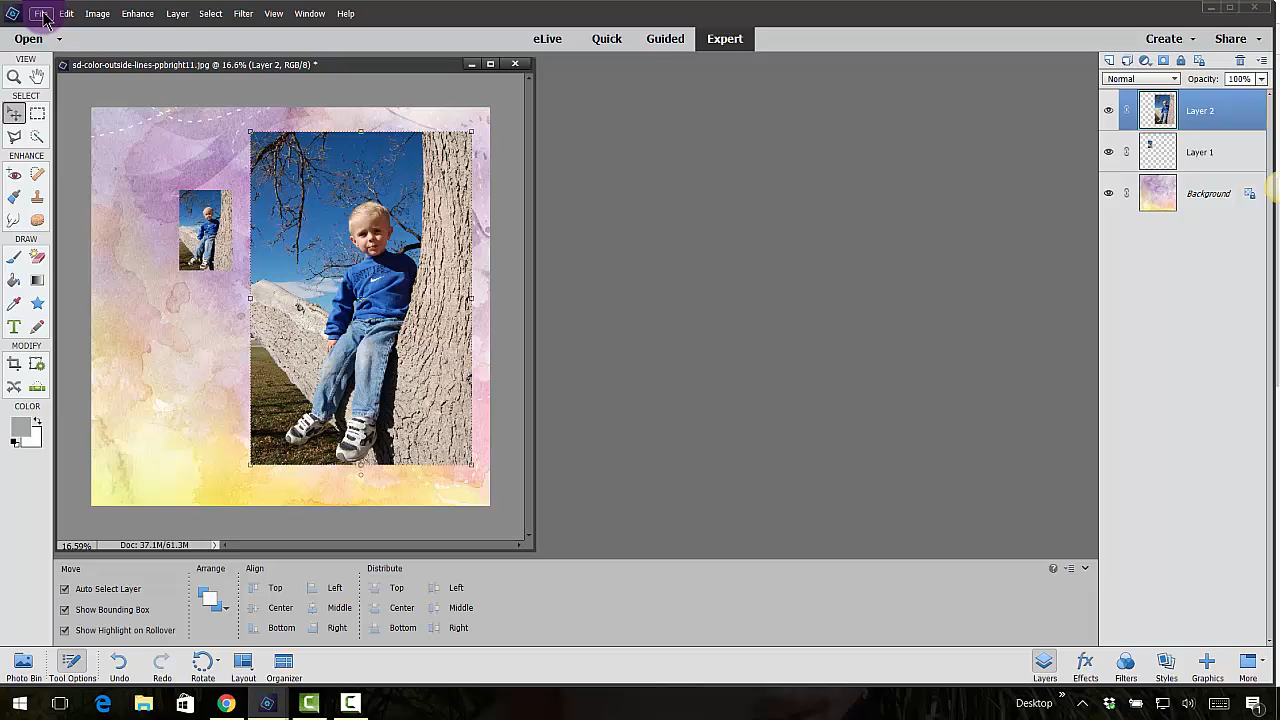 File Edit Image Enhance Layer Select Filter View Window Help
Open eLive Quick Guided Expert Create Share
VIEW
sd-color-outside-lines-ppbright11.jpg @ 16.6% (Layer 2, RGB/8) *
Normal Opacity: 100%
SELECT
Layer 2
ENHANCE
Layer 1
Background
DRAW
T
MODIFY
COLOR
16.59% Doc: 37.1M/61.3M
Move Arrange Align Distribute
Auto Select Layer Top Left Top Left
Show Bounding Box Center Middle Center Middle
Show Highlight on Rollover Bottom Right Bottom Right
Photo Bin Tool Options Undo Redo Rotate Layout Organizer Layers Effects Filters Styles Graphics More
fx
Desktop